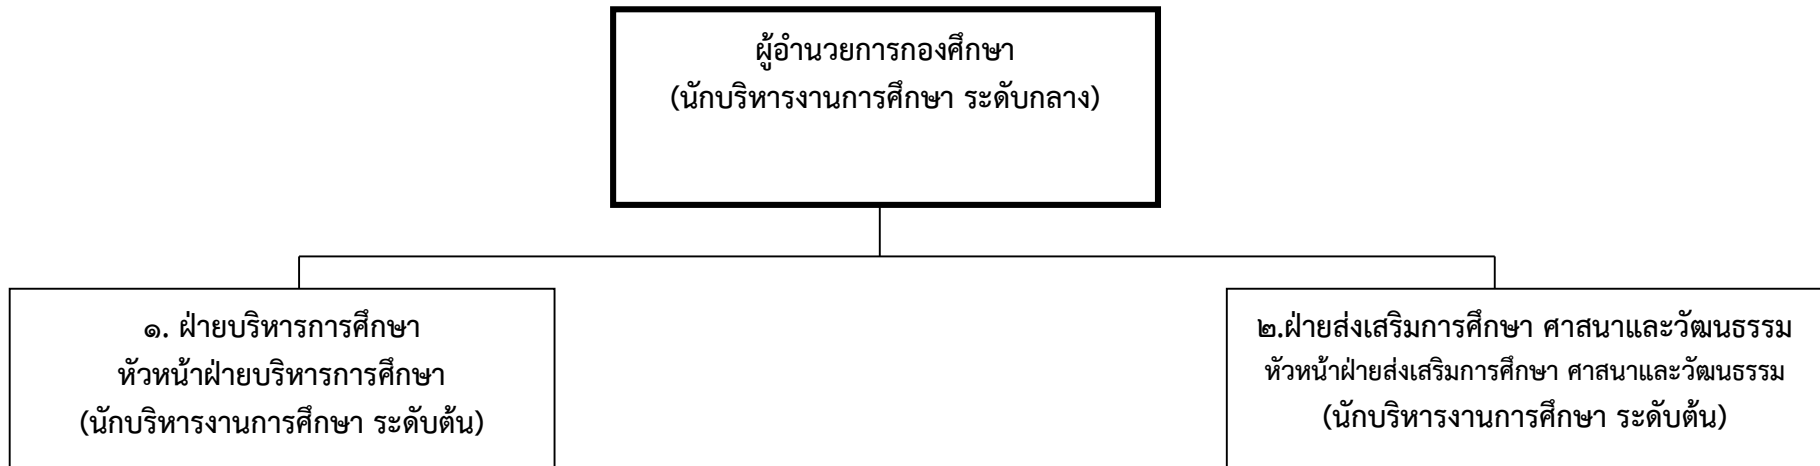 ผู้อำนวยการกองศึกษา
(นักบริหารงานการศึกษา ระดับกลาง)
๑. ฝ่ายบริหารการศึกษา
หัวหน้าฝ่ายบริหารการศึกษา
(นักบริหารงานการศึกษา ระดับต้น)
๒.ฝ่ายส่งเสริมการศึกษา ศาสนาและวัฒนธรรม
หัวหน้าฝ่ายส่งเสริมการศึกษา ศาสนาและวัฒนธรรม
(นักบริหารงานการศึกษา ระดับต้น)